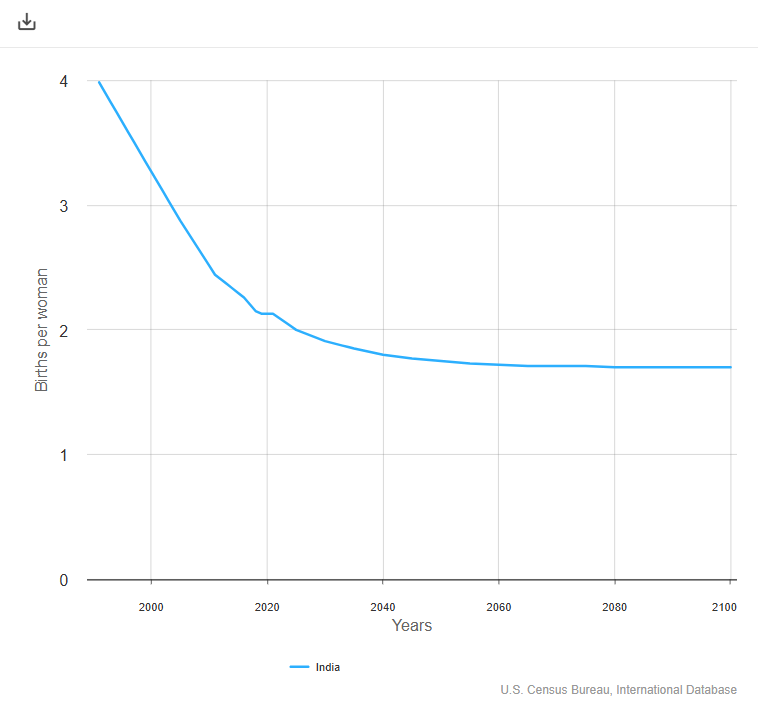 4
3
2
1
0
Births per woman
2000 2020 2040 2060 2080 2100
Years
India
U.S. Census Bureau, International Database